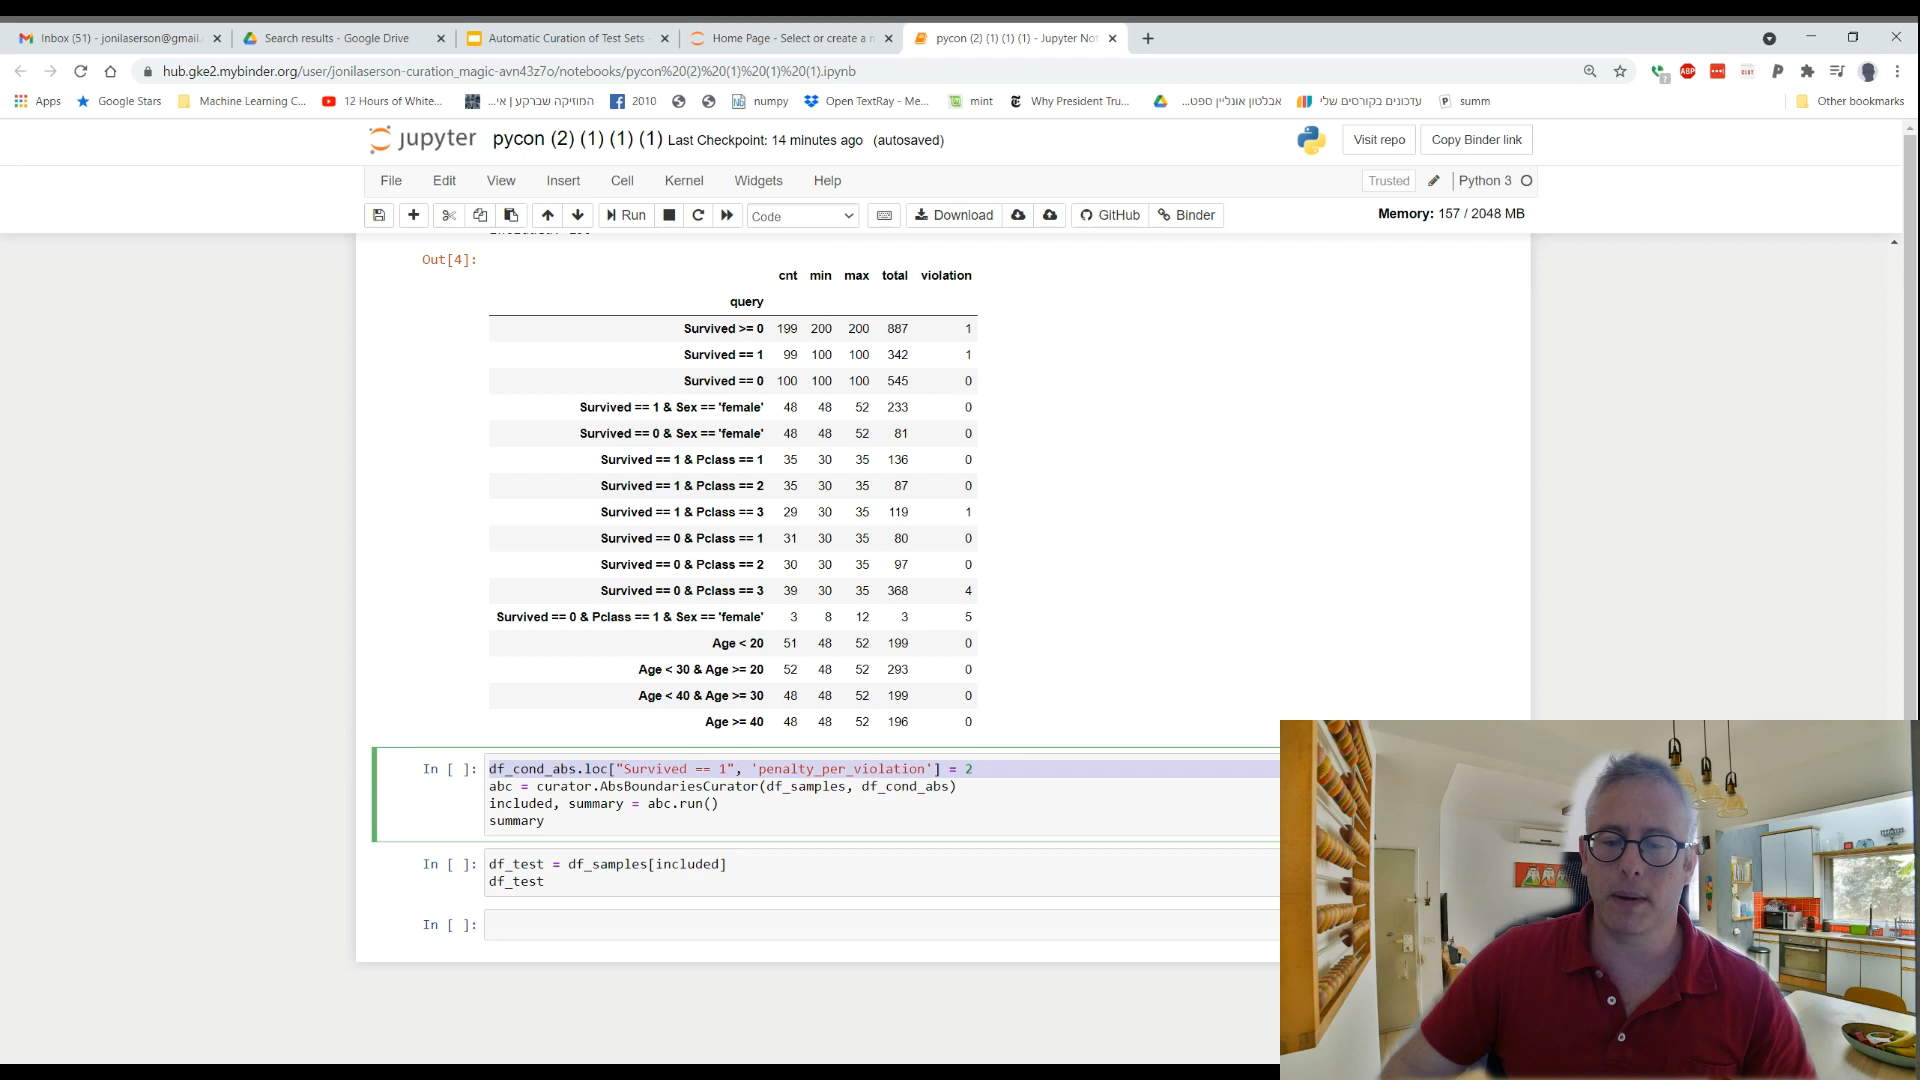 Inbox (51) - jonilaserson@gmail.
Search results - Google Drive
Automatic Curation of Test Sets -
Home Page - Select or create a n
pycon (2) (1) (1) (1) - Jupyter Not
hub.gke2.mybinder.org/user/jonilaserson-curation_magic-avn43z7o/notebooks/pycon%20(2)%20(1)%20(1)%20(1).ipynb
Apps Google Stars Machine Learning C... 12 Hours of White... המוזיקה שברקע | אי... 2010 numpy Open TextRay - Me... mint Why President Tru... אבלטון אונליין ספט... עדכונים בקורסים שלי summ Other bookmarks
jupyter pycon (2) (1) (1) (1) Last Checkpoint: 14 minutes ago (autosaved) Visit repo Copy Binder link
File Edit View Insert Cell Kernel Widgets Help Trusted Python 3
Run Code Download GitHub Binder Memory: 157 / 2048 MB
Out[4]:
cnt min max total violation
query
Survived >= 0 199 200 200 887 1
Survived == 1 99 100 100 342 1
Survived == 0 100 100 100 545 0
Survived == 1 & Sex == 'female' 48 48 52 233 0
Survived == 0 & Sex == 'female' 48 48 52 81 0
Survived == 1 & Pclass == 1 35 30 35 136 0
Survived == 1 & Pclass == 2 35 30 35 87 0
Survived == 1 & Pclass == 3 29 30 35 119 1
Survived == 0 & Pclass == 1 31 30 35 80 0
Survived == 0 & Pclass == 2 30 30 35 97 0
Survived == 0 & Pclass == 3 39 30 35 368 4
Survived == 0 & Pclass == 1 & Sex == 'female' 3 8 12 3 5
Age < 20 51 48 52 199 0
Age < 30 & Age >= 20 52 48 52 293 0
Age < 40 & Age >= 30 48 48 52 199 0
Age >= 40 48 48 52 196 0
In [ ]: df_cond_abs.loc["Survived == 1", 'penalty_per_violation'] = 2
abc = curator.AbsBoundariesCurator(df_samples, df_cond_abs)
included, summary = abc.run()
summary
In [ ]: df_test = df_samples[included]
df_test
In [ ]: